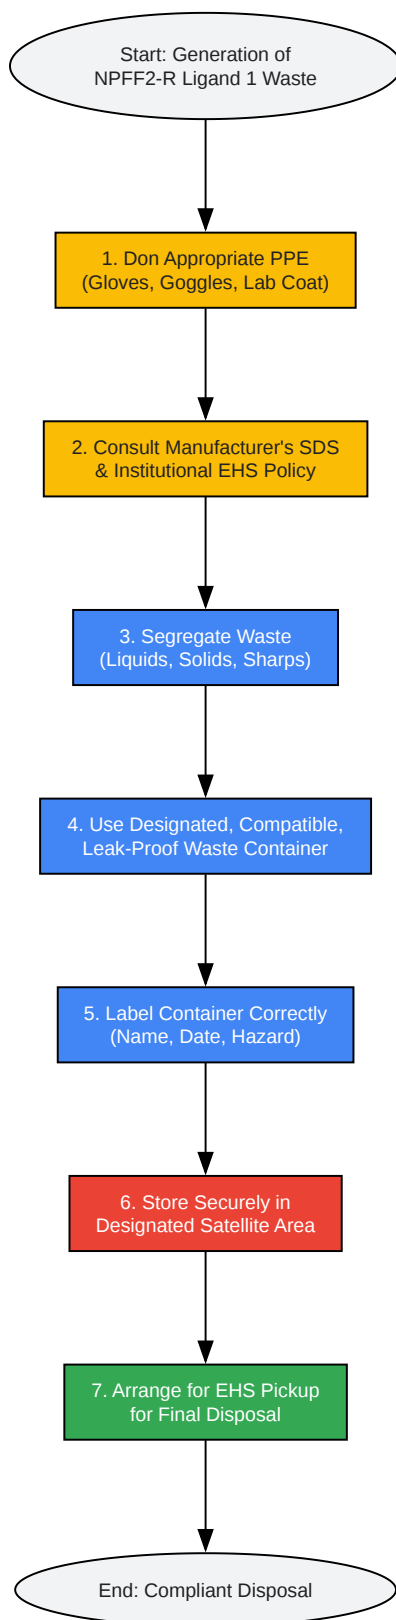 Start: Generation of
NPFF2-R Ligand 1 Waste
1. Don Appropriate PPE
(Gloves, Goggles, Lab Coat)
2. Consult Manufacturer's SDS
& Institutional EHS Policy
3. Segregate Waste
(Liquids, Solids, Sharps)
4. Use Designated, Compatible,
Leak-Proof Waste Container
5. Label Container Correctly
(Name, Date, Hazard)
6. Store Securely in
Designated Satellite Area
7. Arrange for EHS Pickup
for Final Disposal
End: Compliant Disposal